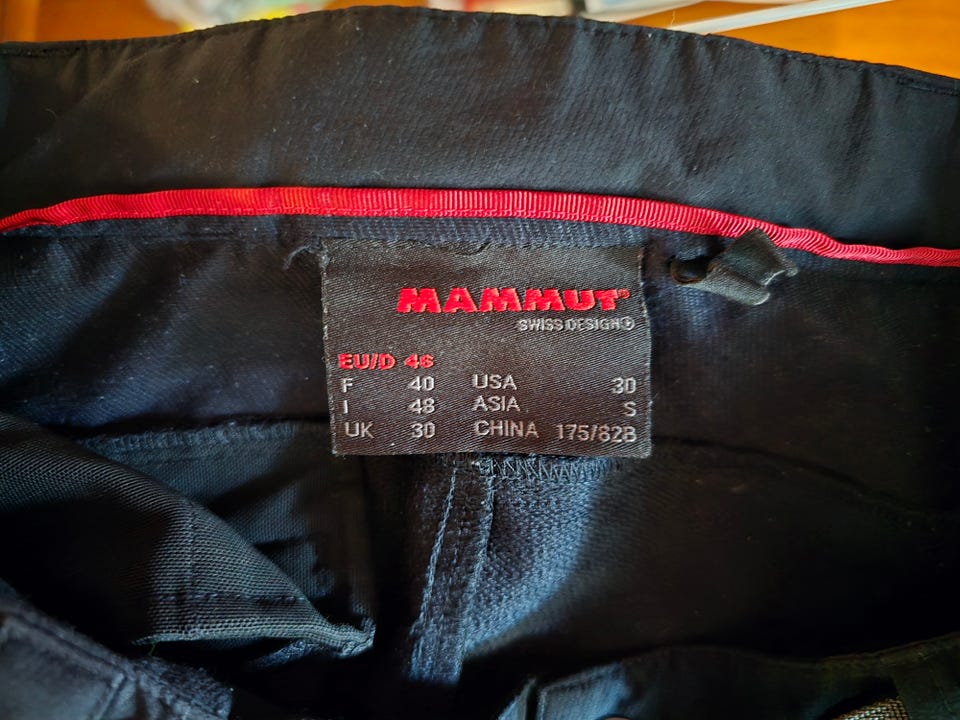 MAMMUT®
SWISS DESIGN
EU/D 46
F 40 USA 30
I 48 ASIA S
UK 30 CHINA 175/82B